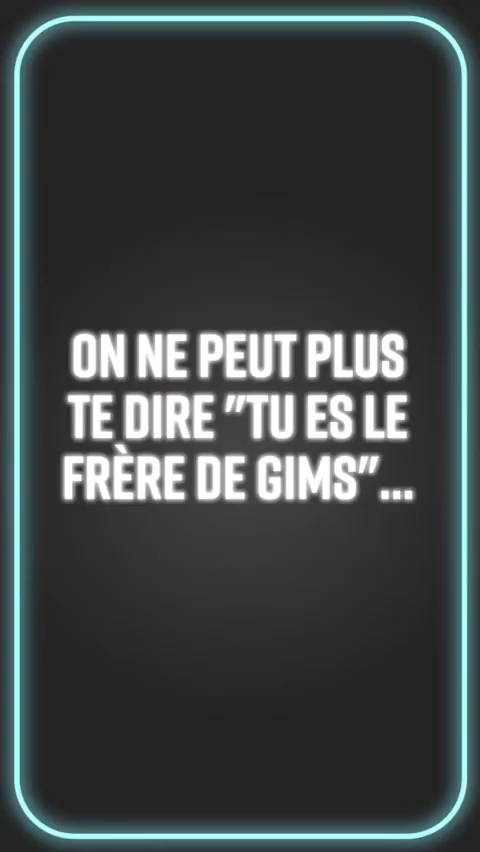 ON NE PEUT PLUS
TE DIRE "TU ES LE
FRÈRE DE GIMS"...